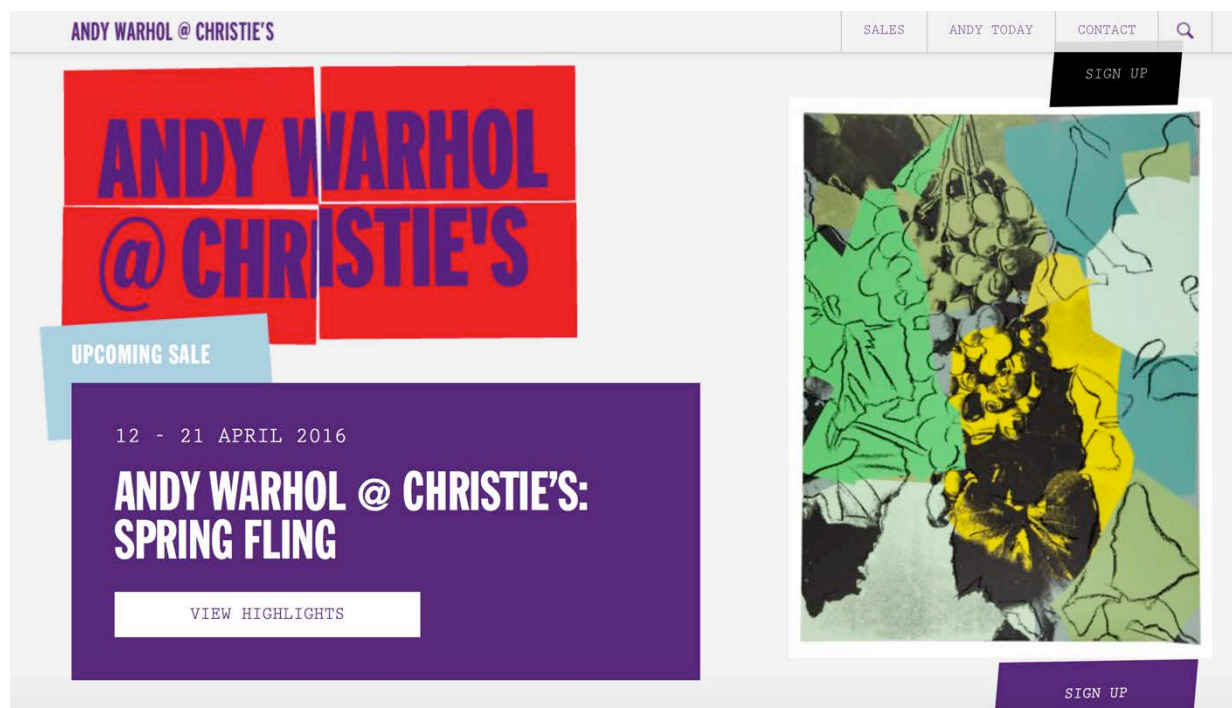 ANDY WARHOL @ CHRISTIE'S
SALES
ANDY TODAY
CONTACT
SIGN UP
ANDY WARHOL
@ CHRISTIE'S
UPCOMING SALE
12 - 21 APRIL 2016
ANDY WARHOL @ CHRISTIE’S:
SPRING FLING
VIEW HIGHLIGHTS
SIGN UP